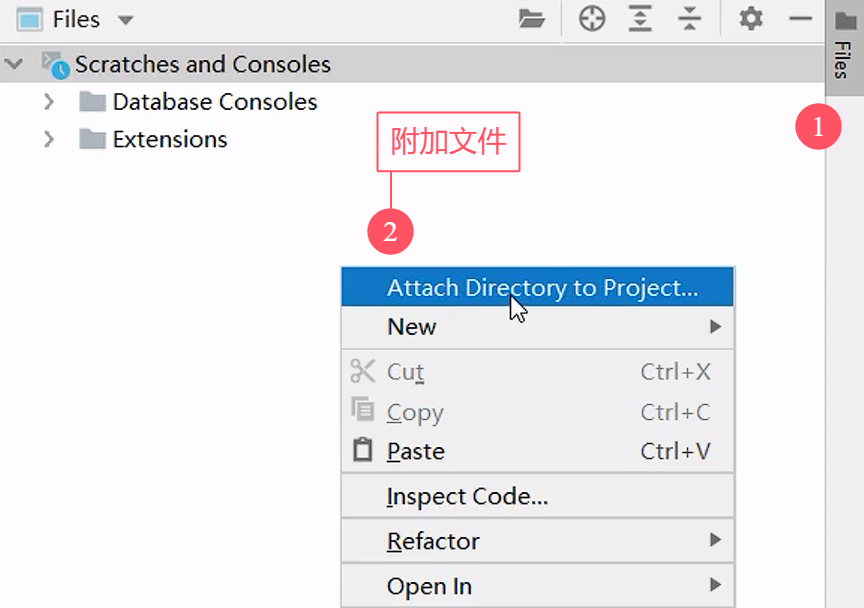 Files
Files
Scratches and Consoles
Database Consoles
Extensions
1
附加文件
2
Attach Directory to Project...
New
Cut Ctrl+X
Copy Ctrl+C
Paste Ctrl+V
Inspect Code...
Refactor
Open In